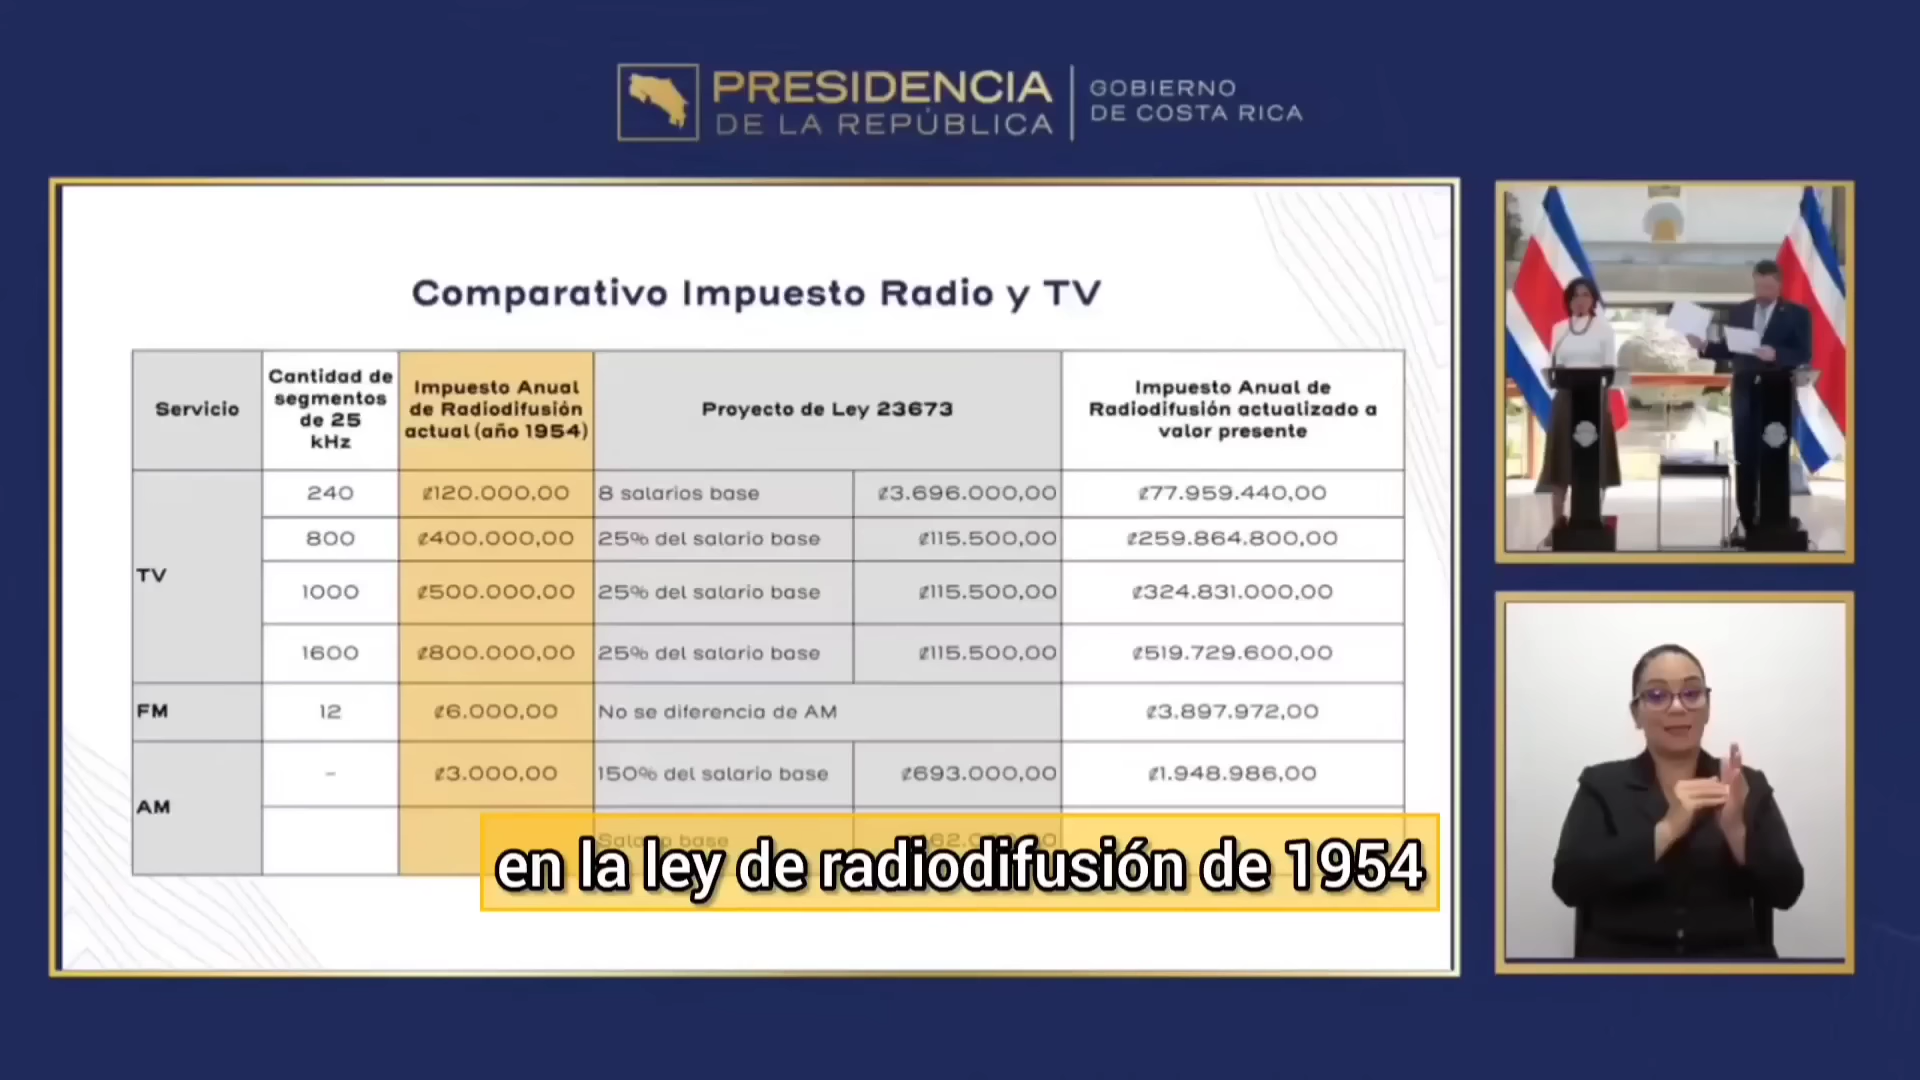 PRESIDENCIA
DE LA REPÚBLICA
GOBIERNO
DE COSTA RICA
Comparativo Impuesto Radio y TV
Servicio
Cantidad de
segmentos
de 25
kHz
Impuesto Anual
de Radiodifusión
actual (año 1954)
Proyecto de Ley 23673
Impuesto Anual de
Radiodifusión actualizado a
valor presente
TV
240 ₡120.000,00 8 salarios base ₡3.696.000,00 ₡77.959.440,00
800 ₡400.000,00 25% del salario base ₡115.500,00 ₡259.864.800,00
1000 ₡500.000,00 25% del salario base ₡115.500,00 ₡324.831.000,00
1600 ₡800.000,00 25% del salario base ₡115.500,00 ₡519.729.600,00
FM 12 ₡6.000,00 No se diferencia de AM ₡3.897.972,00
AM
- ₡3.000,00 150% del salario base ₡693.000,00 ₡1.948.986,00
Salario base
en la ley de radiodifusión de 1954